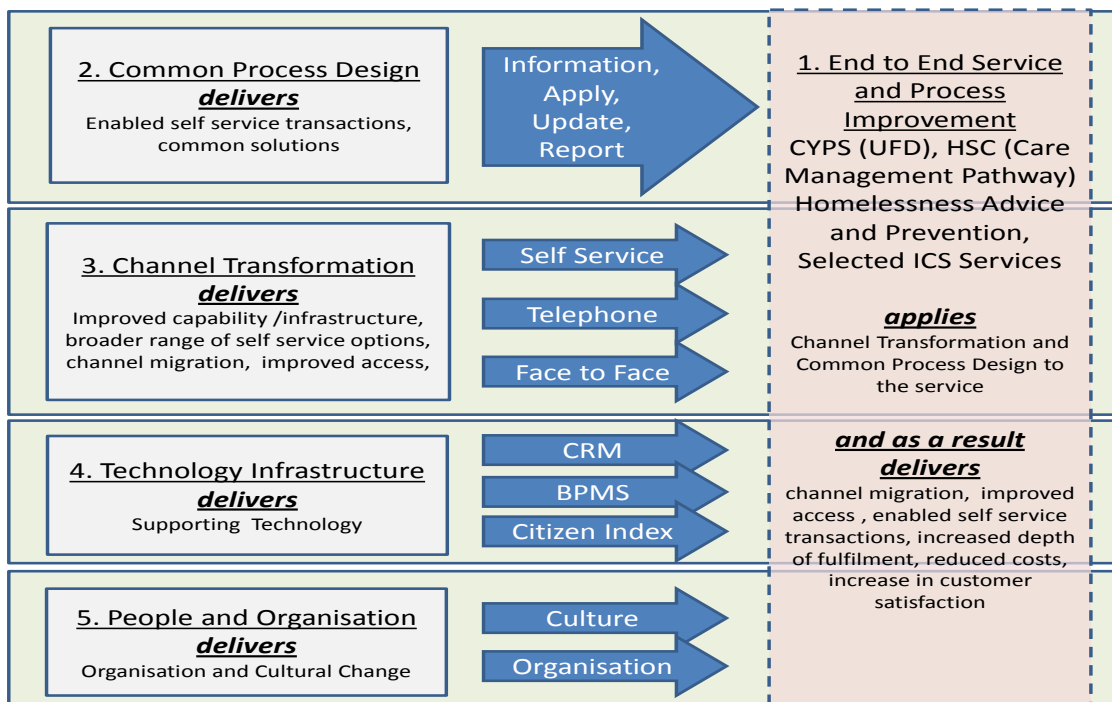 2. Common Process Design
delivers
Enabled self service transactions,
common solutions
Information,
Apply,
Update,
Report
3. Channel Transformation
delivers
Improved capability /infrastructure,
broader range of self service options,
channel migration,  improved access,
Self Service
Telephone
Face to Face
4. Technology Infrastructure
delivers
Supporting  Technology
CRM
BPMS
Citizen Index
5. People and Organisation
delivers
Organisation and Cultural Change
Culture
Organisation
1. End to End Service
and Process
Improvement
CYPS (UFD), HSC (Care
Management Pathway)
Homelessness Advice
and Prevention,
Selected ICS Services
applies
Channel Transformation and
Common Process Design to
the service
and as a result
delivers
channel migration,  improved
access , enabled self service
transactions, increased depth
of fulfilment, reduced costs,
increase in customer
satisfaction